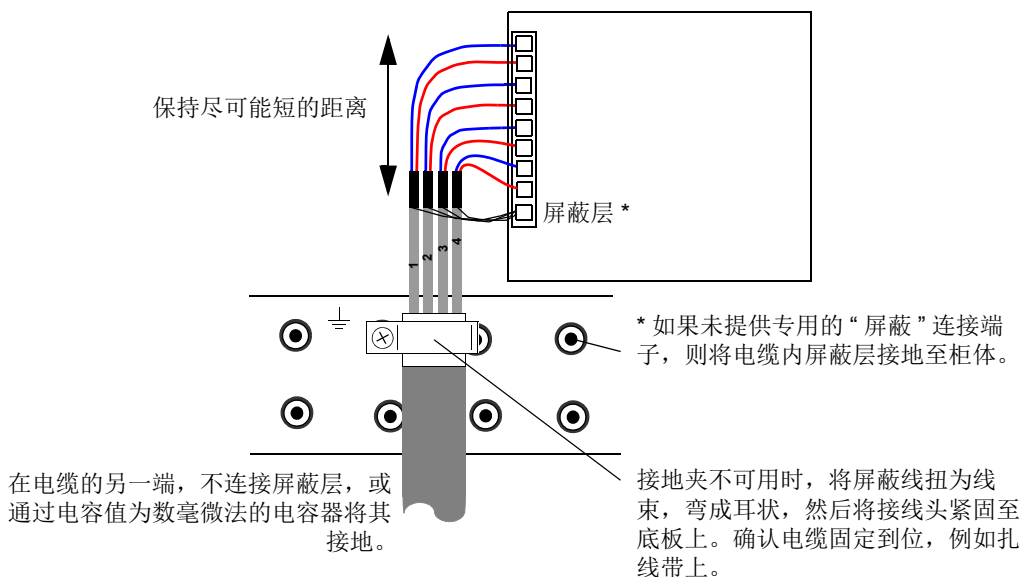 保持尽可能短的距离
屏蔽层 *
1
2
3
4
* 如果未提供专用的 “ 屏蔽 ” 连接端
子，则将电缆内屏蔽层接地至柜体。
在电缆的另一端，不连接屏蔽层，或
通过电容值为数毫微法的电容器将其
接地。
接地夹不可用时，将屏蔽线扭为线
束，弯成耳状，然后将接线头紧固至
底板上。确认电缆固定到位，例如扎
线带上。